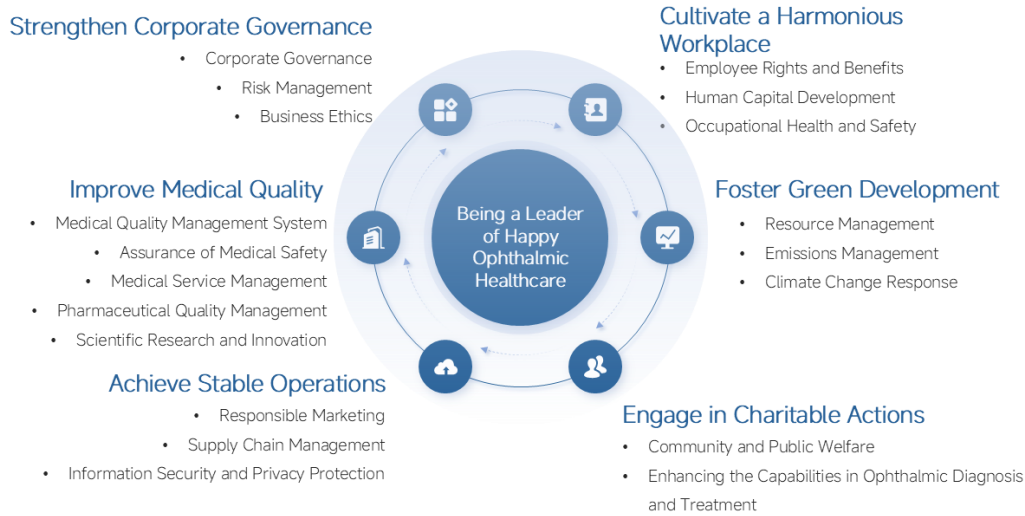 Strengthen Corporate Governance
• Corporate Governance
• Risk Management
• Business Ethics
Cultivate a Harmonious
Workplace
• Employee Rights and Benefits
• Human Capital Development
• Occupational Health and Safety
Improve Medical Quality
• Medical Quality Management System
• Assurance of Medical Safety
• Medical Service Management
• Pharmaceutical Quality Management
• Scientific Research and Innovation
Being a Leader
of Happy
Ophthalmic
Healthcare
Foster Green Development
• Resource Management
• Emissions Management
• Climate Change Response
Achieve Stable Operations
• Responsible Marketing
• Supply Chain Management
• Information Security and Privacy Protection
Engage in Charitable Actions
• Community and Public Welfare
• Enhancing the Capabilities in Ophthalmic Diagnosis
and Treatment